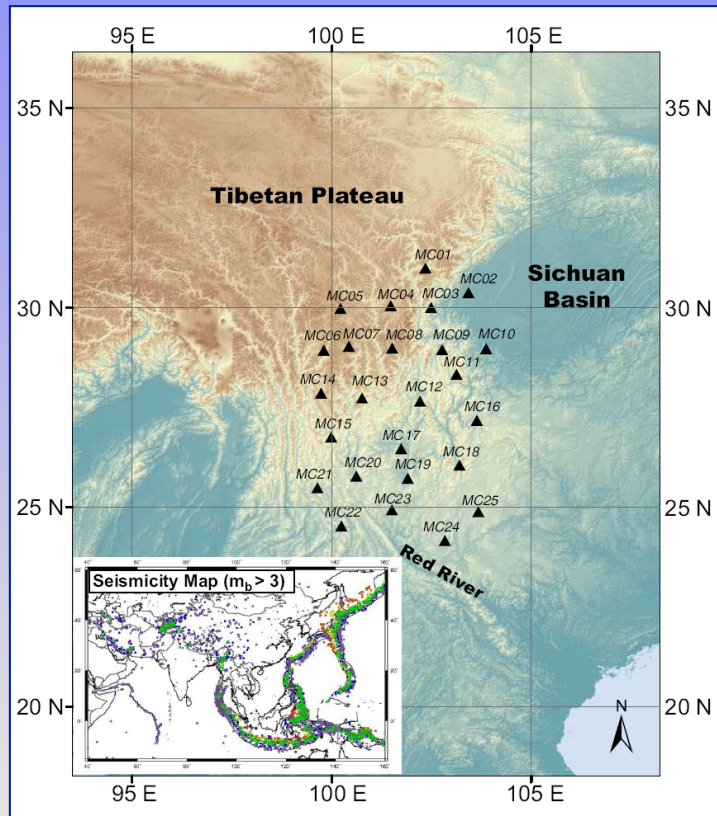 95 E 100 E 105 E
35 N 35 N
Tibetan Plateau
MC01
MC02
Sichuan
Basin
30 N 30 N
MC05 MC04 MC03
MC06 MC07 MC08 MC09 MC10
MC11
MC14 MC13 MC12
MC16
MC15 MC17
MC18
MC21 MC20 MC19
25 N 25 N
MC22 MC23 MC24 MC25
Red River
Seismicity Map (mb > 3)
20 N 20 N
N
95 E 100 E 105 E